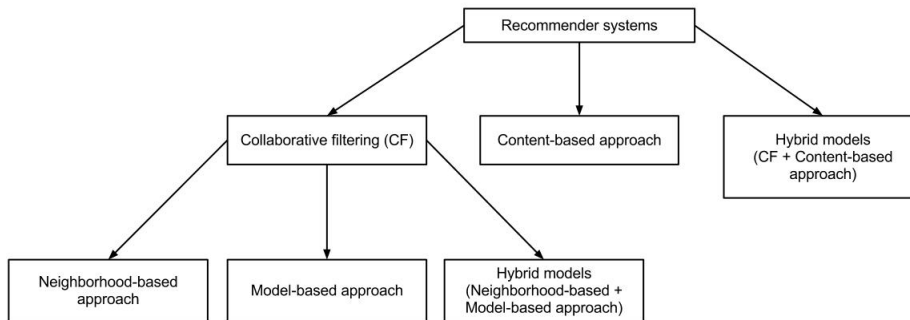 Recommender systems
Collaborative filtering (CF)
Content-based approach
Hybrid models
(CF + Content-based
approach)
Neighborhood-based
approach
Model-based approach
Hybrid models
(Neighborhood-based +
Model-based approach)